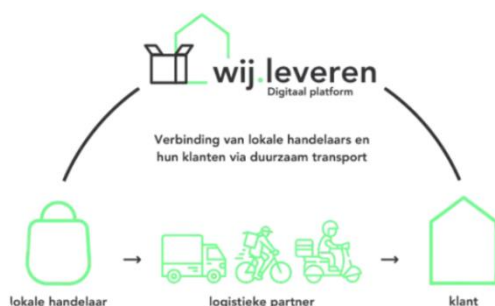 wij.leveren
Digitaal platform
Verbinding van lokale handelaars en
hun klanten via duurzaam transport
lokale handelaar
logistieke partner
klant